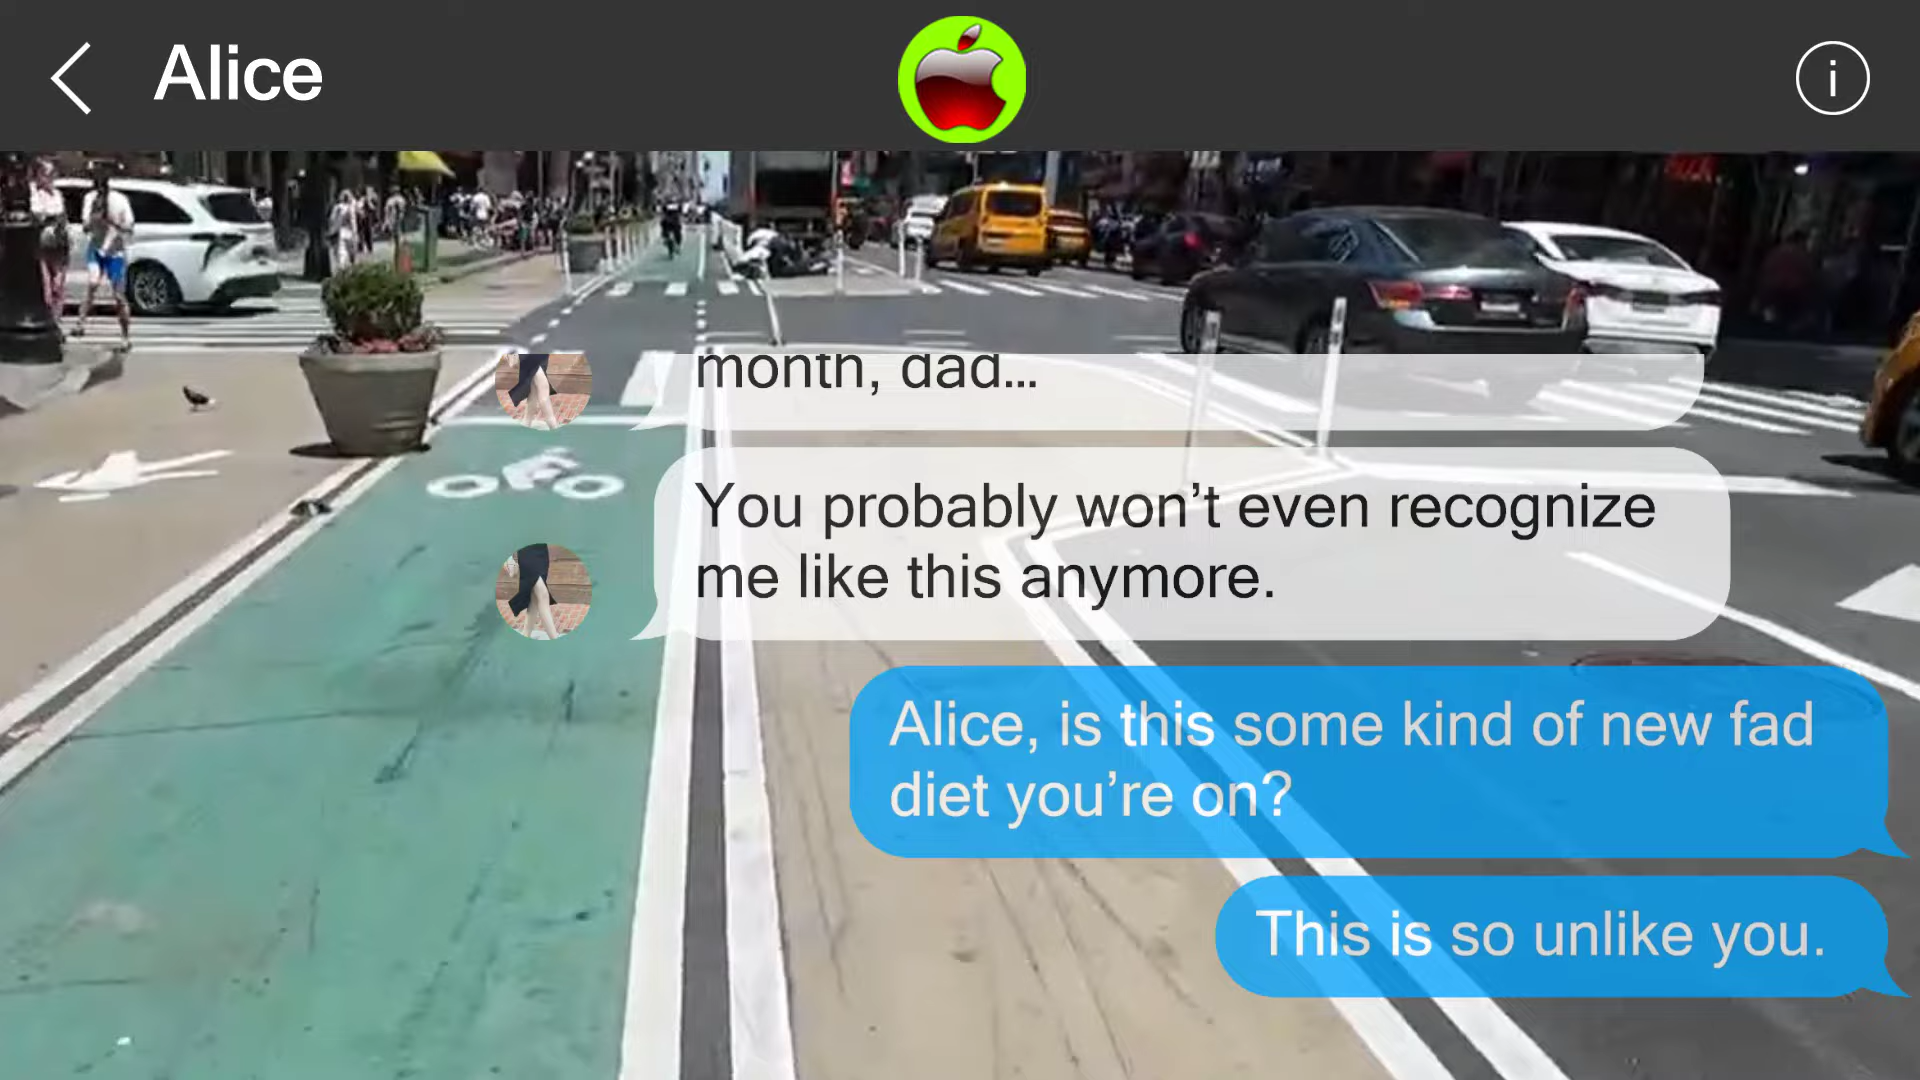 Alice
month, dad...
You probably won’t even recognize
me like this anymore.
Alice, is this some kind of new fad
diet you’re on?
This is so unlike you.